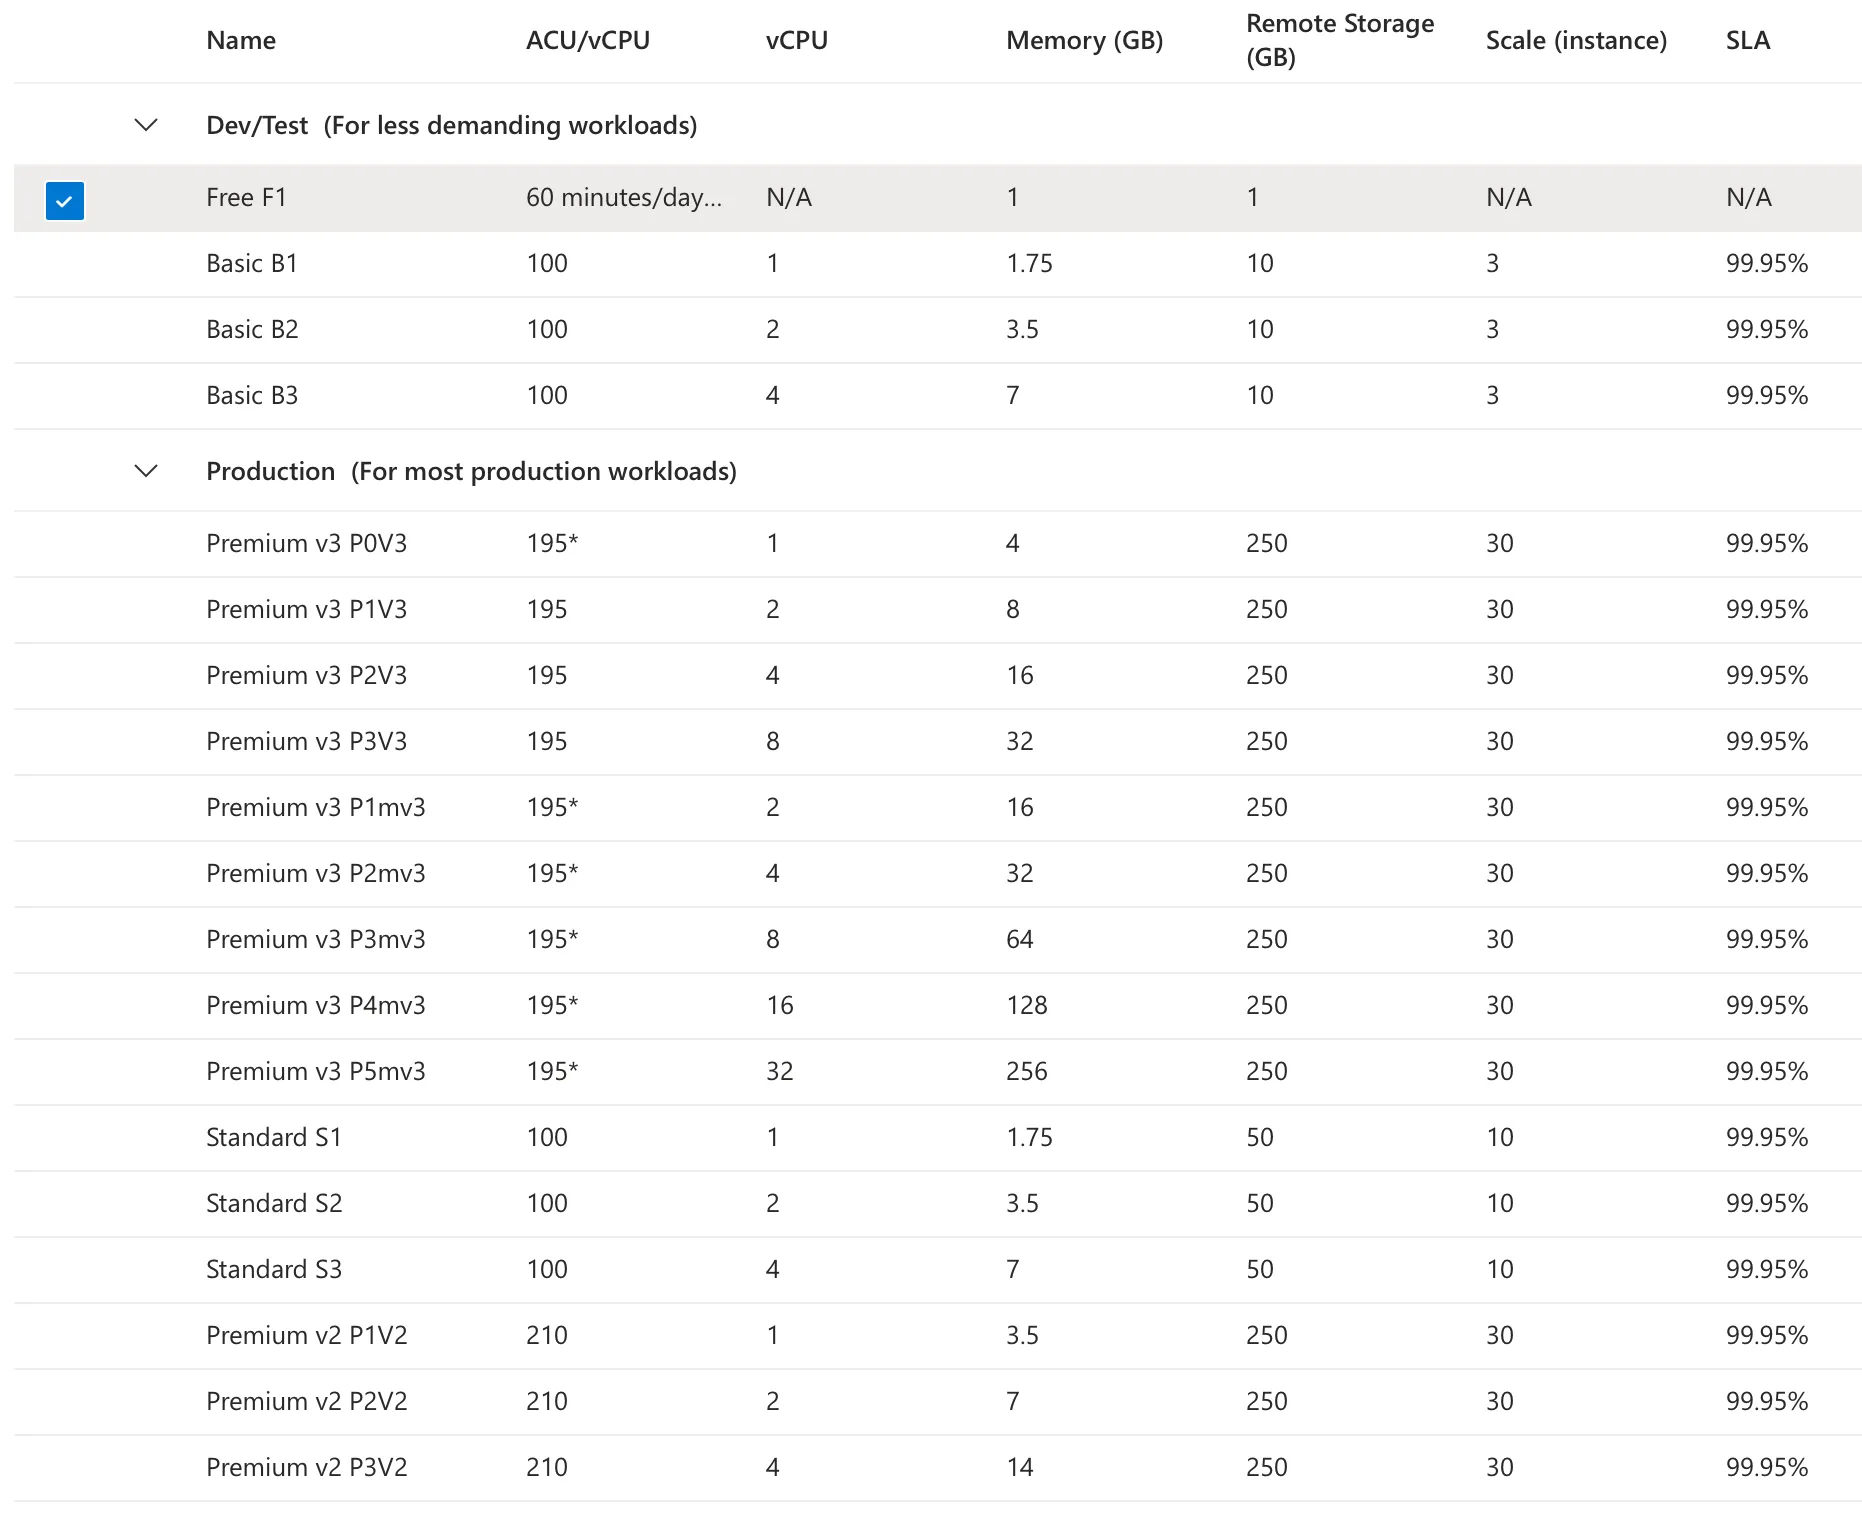 Name ACU/vCPU vCPU Memory (GB) Remote Storage (GB) Scale (instance) SLA
Dev/Test (For less demanding workloads)
Free F1 60 minutes/day... N/A 1 1 N/A N/A
Basic B1 100 1 1.75 10 3 99.95%
Basic B2 100 2 3.5 10 3 99.95%
Basic B3 100 4 7 10 3 99.95%
Production (For most production workloads)
Premium v3 P0V3 195* 1 4 250 30 99.95%
Premium v3 P1V3 195 2 8 250 30 99.95%
Premium v3 P2V3 195 4 16 250 30 99.95%
Premium v3 P3V3 195 8 32 250 30 99.95%
Premium v3 P1mv3 195* 2 16 250 30 99.95%
Premium v3 P2mv3 195* 4 32 250 30 99.95%
Premium v3 P3mv3 195* 8 64 250 30 99.95%
Premium v3 P4mv3 195* 16 128 250 30 99.95%
Premium v3 P5mv3 195* 32 256 250 30 99.95%
Standard S1 100 1 1.75 50 10 99.95%
Standard S2 100 2 3.5 50 10 99.95%
Standard S3 100 4 7 50 10 99.95%
Premium v2 P1V2 210 1 3.5 250 30 99.95%
Premium v2 P2V2 210 2 7 250 30 99.95%
Premium v2 P3V2 210 4 14 250 30 99.95%